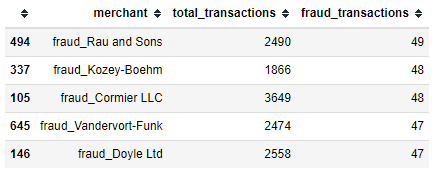 merchant total_transactions fraud_transactions
494 fraud_Rau and Sons 2490 49
337 fraud_Kozey-Boehm 1866 48
105 fraud_Cormier LLC 3649 48
645 fraud_Vandervort-Funk 2474 47
146 fraud_Doyle Ltd 2558 47